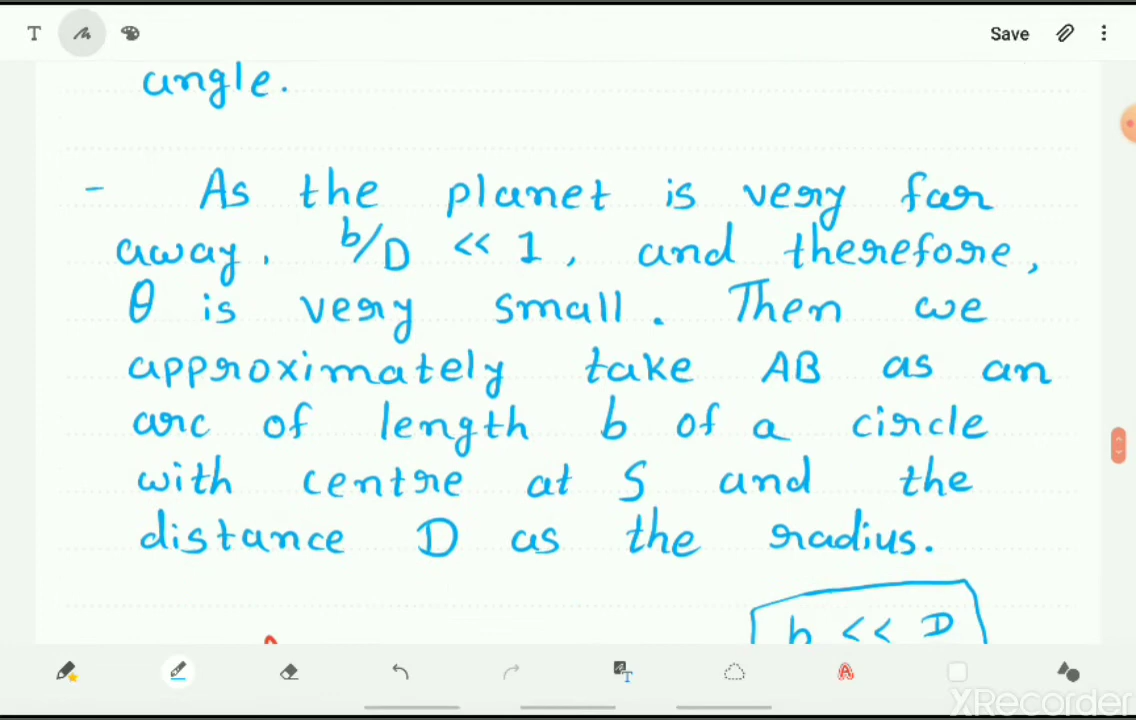 T
Save
angle.
- As the planet is very far
away. b/D << 1, and therefore,
θ is very small. Then we
approximately take AB as an
arc of length b of a circle
with centre at S and the
distance D as the radius.
b << D
T
A
XRecorder